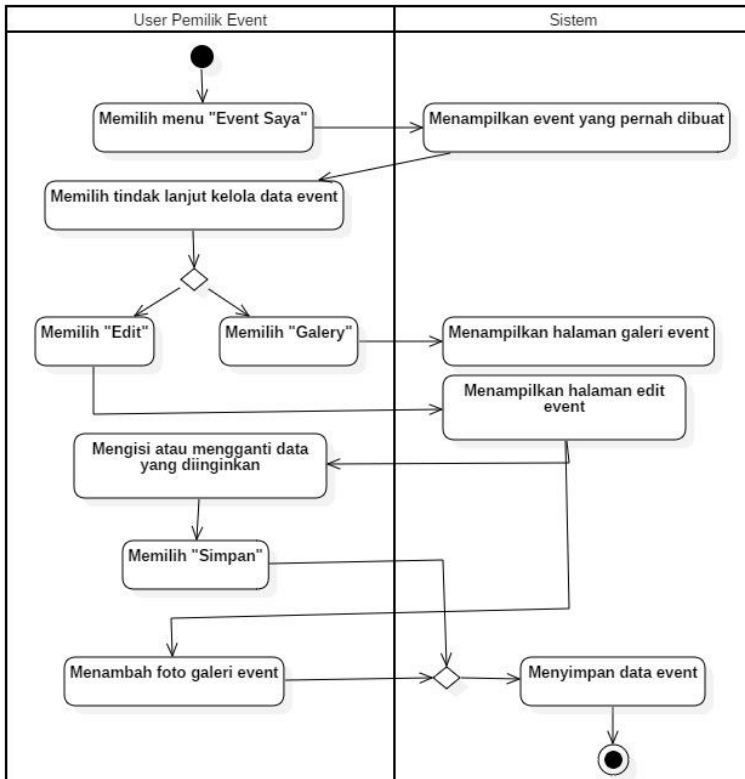 User Pemilik Event
Sistem
Memilih menu "Event Saya"
Menampilkan event yang pernah dibuat
Memilih tindak lanjut kelola data event
Memilih "Edit"
Memilih "Galery"
Menampilkan halaman galeri event
Menampilkan halaman edit
event
Mengisi atau mengganti data
yang diinginkan
Memilih "Simpan"
Menambah foto galeri event
Menyimpan data event